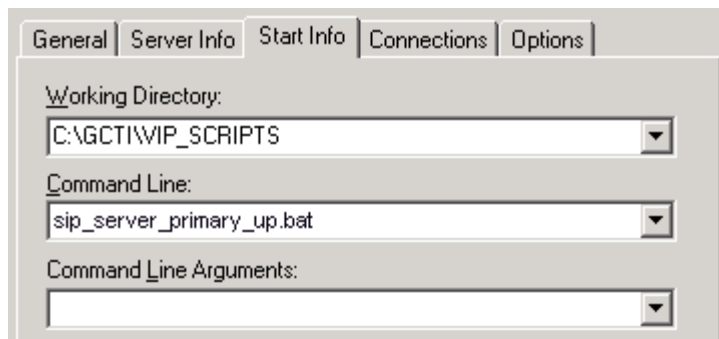 General Server Info Start Info Connections Options
Working Directory:
C:\GCTI\VIP_SCRIPTS
Command Line:
sip_server_primary_up.bat
Command Line Arguments: